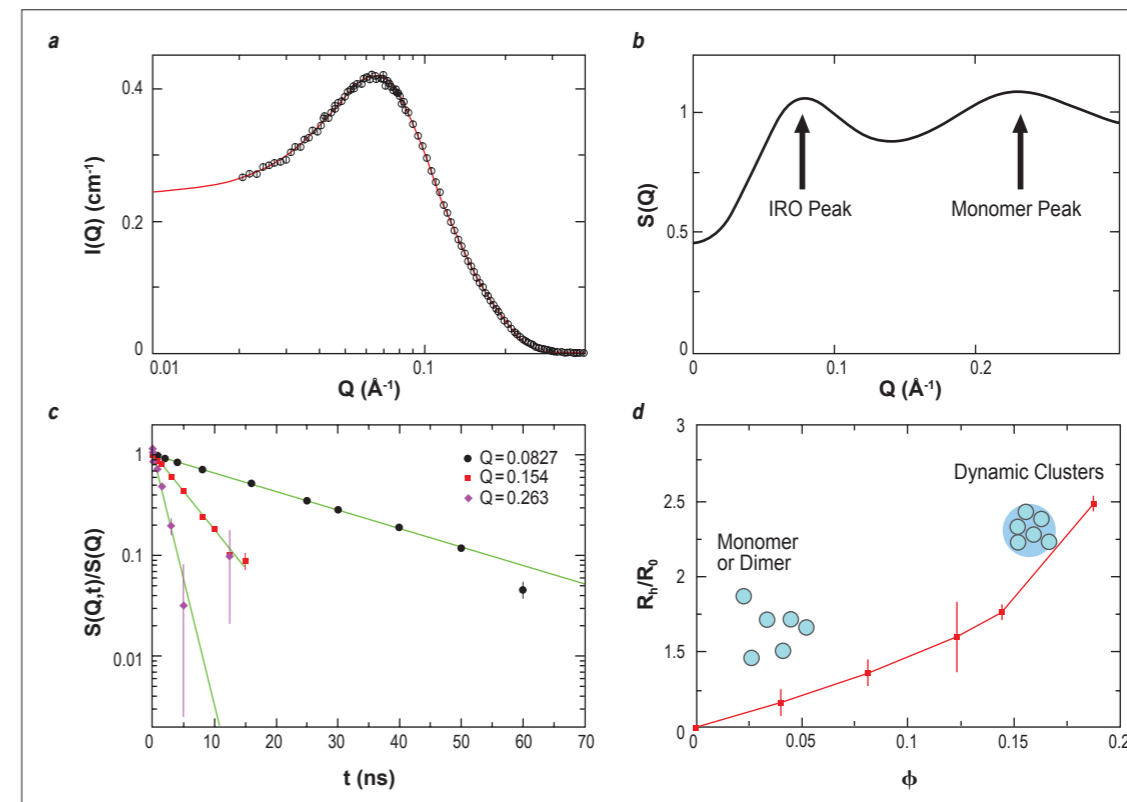 a
I(Q) (cm⁻¹)
0.4
0.2
0
0.01
0.1
Q (Å⁻¹)
b
S(Q)
1
0.5
0
IRO Peak
Monomer Peak
0
0.1
0.2
Q (Å⁻¹)
c
S(Q,t)/S(Q)
1
0.1
0.01
Q=0.0827
Q=0.154
Q=0.263
0
10
20
30
40
50
60
70
t (ns)
d
Rₕ/R₀
3
2.5
2
1.5
1
0
Dynamic Clusters
Monomer
or Dimer
0
0.05
0.1
0.15
0.2
ϕ